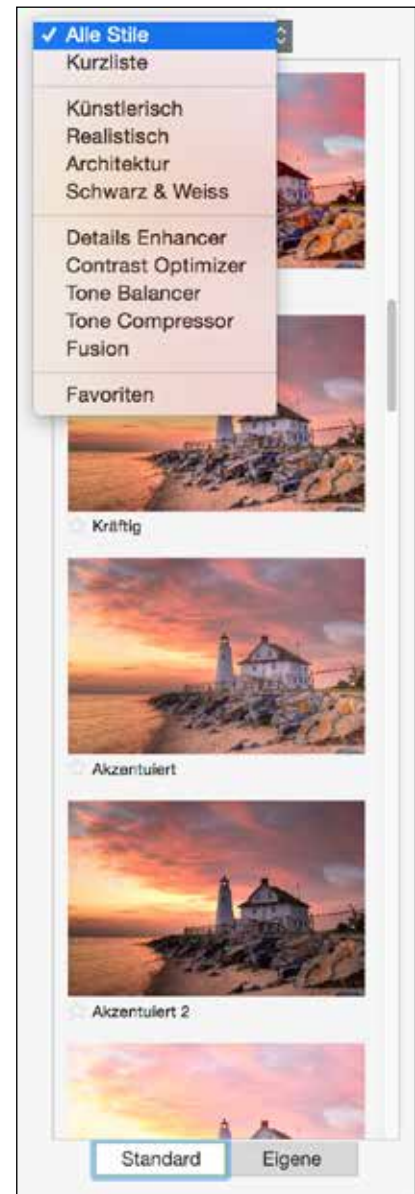 ✓ Alle Stile
Kurzliste
Künstlerisch
Realistisch
Architektur
Schwarz & Weiss
Details Enhancer
Contrast Optimizer
Tone Balancer
Tone Compressor
Fusion
Favoriten
Kräftig
Akzentuiert
Akzentuiert 2
Standard Eigene